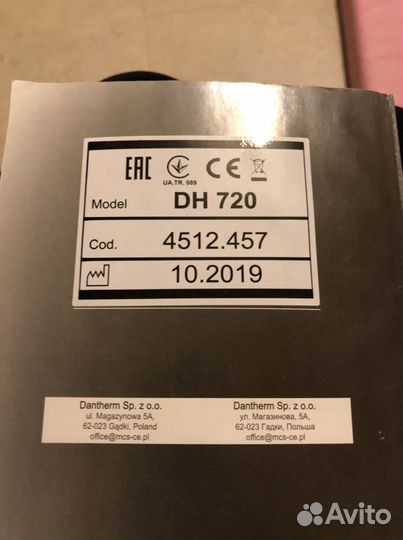 EAC CE
UA.TR. 089
Model DH 720
Cod. 4512.457
10.2019
Dantherm Sp. z o.o.
ul. Magazynowa 5A,
62-023 Gądki, Poland
office@mcs-ce.pl
Dantherm Sp. z o.o.
ул. Магазинова, 5А,
62-023 Гадки, Польша
office@mcs-ce.pl
Avito